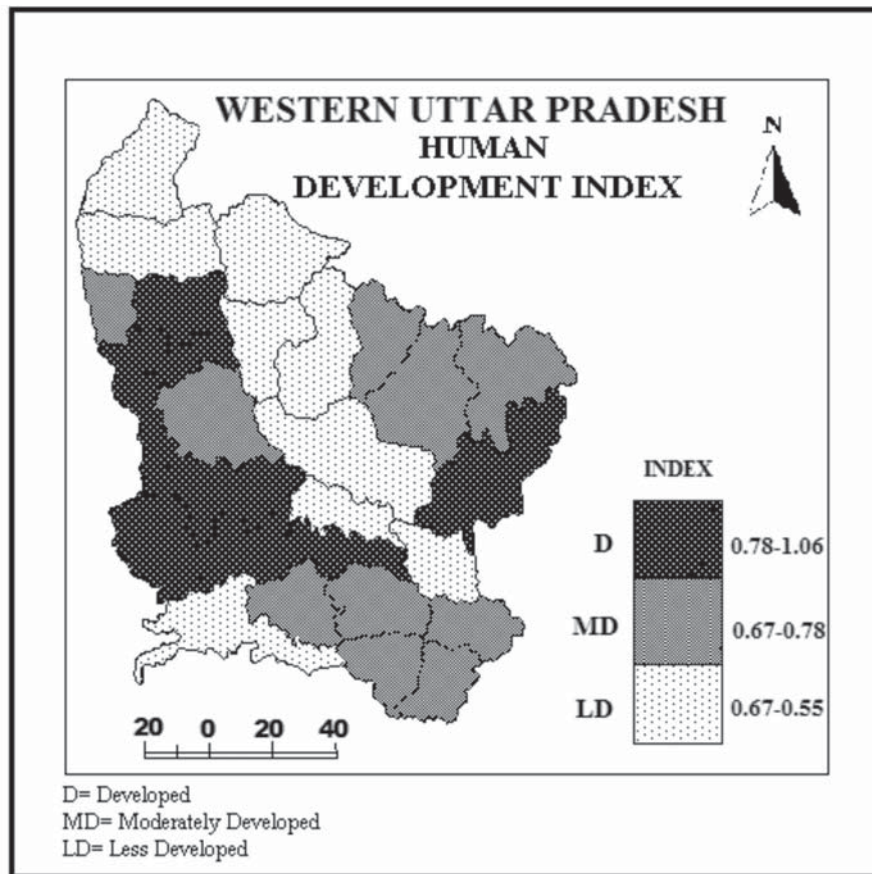 WESTERN UTTAR PRADESH
HUMAN
DEVELOPMENT INDEX
N
INDEX
D 0.78-1.06
MD 0.67-0.78
LD 0.67-0.55
20 0 20 40
D= Developed
MD= Moderately Developed
LD= Less Developed